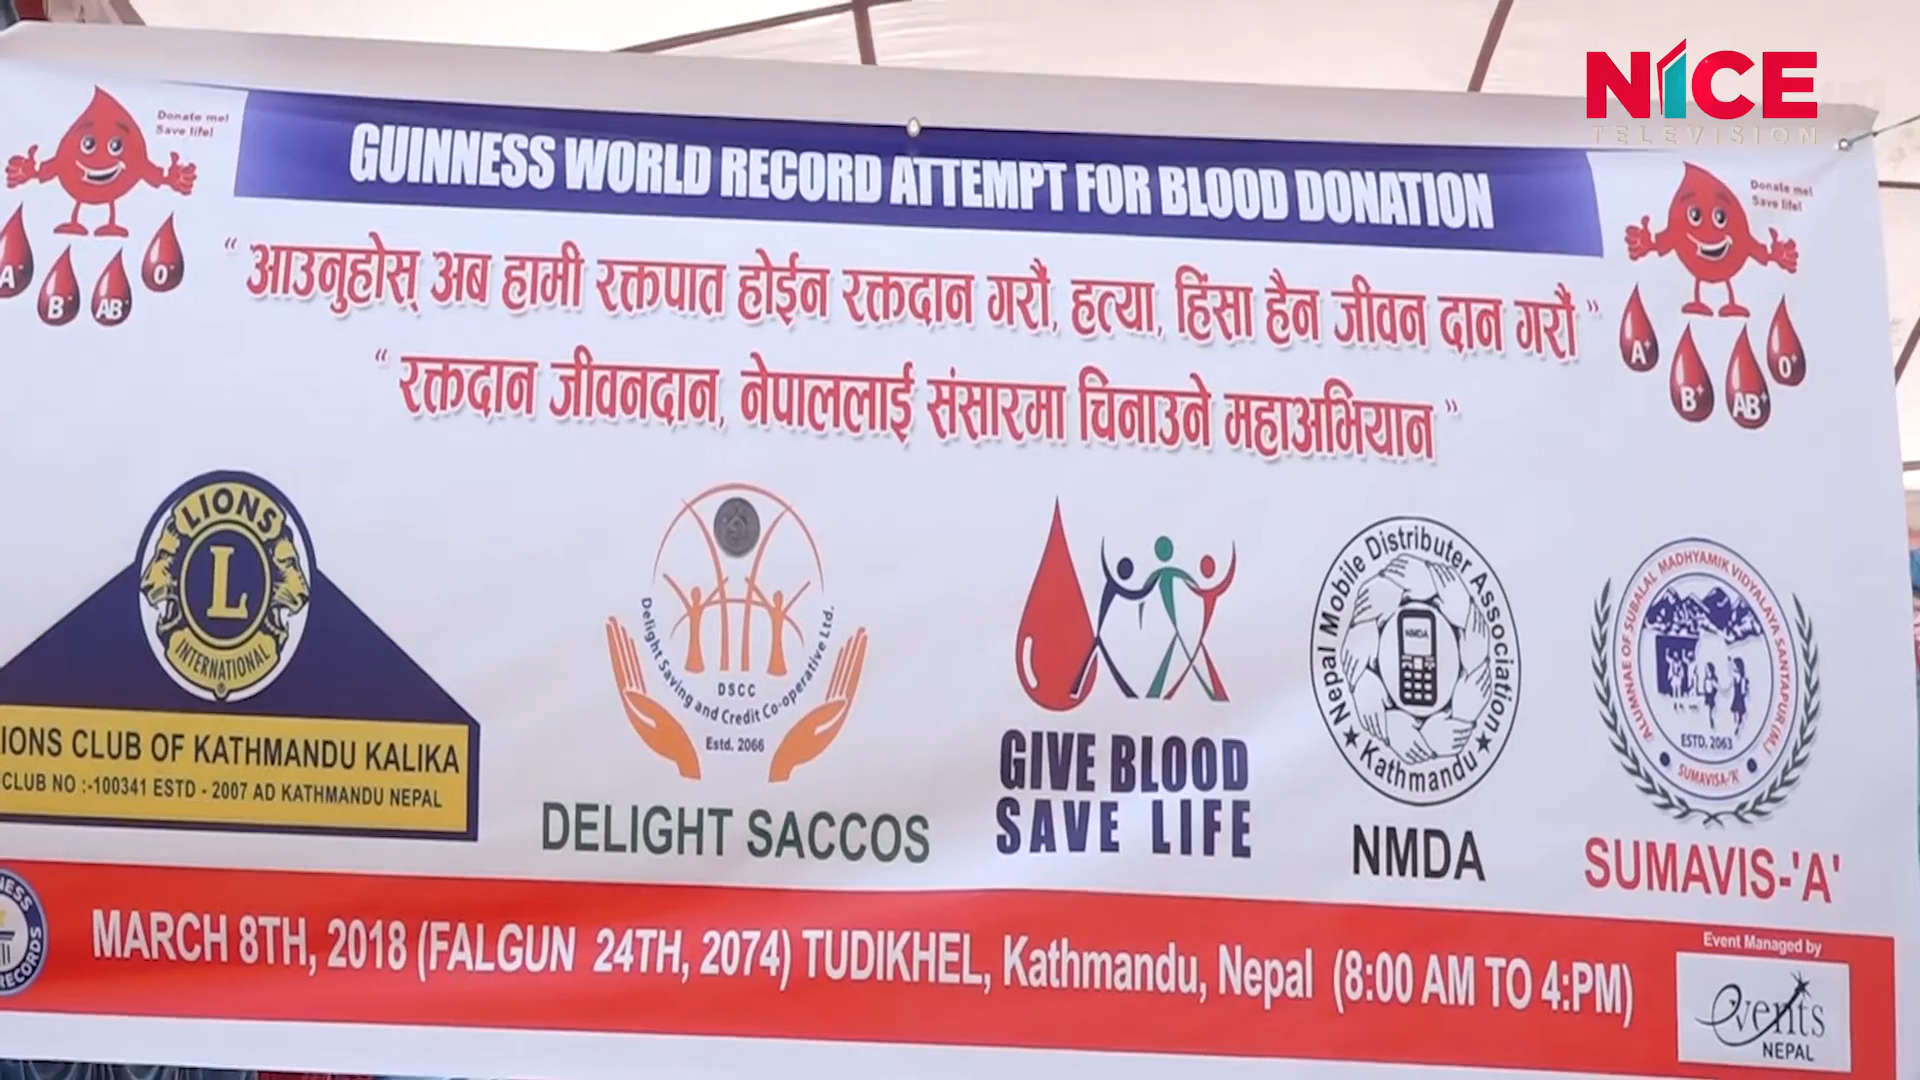 NICE
TELEVISION
Donate me!
Save life!
GUINNESS WORLD RECORD ATTEMPT FOR BLOOD DONATION
Donate me!
Save life!
A-
B-
AB-
O-
“ आउनुहोस् अब हामी रक्तपात होईन रक्तदान गरौं, हत्या, हिंसा हैन जीवन दान गरौं ”
A+
B+
AB+
O+
“ रक्तदान जीवनदान, नेपाललाई संसारमा चिनाउने महाअभियान ”
LIONS
L
INTERNATIONAL
IONS CLUB OF KATHMANDU KALIKA
CLUB NO :-100341 ESTD - 2007 AD KATHMANDU NEPAL
DSCC
Delight Saving and Credit Co-operative Ltd.
Estd. 2066
DELIGHT SACCOS
GIVE BLOOD
SAVE LIFE
Nepal Mobile Distributer Association
NMDA
★ Kathmandu ★
NMDA
(ALUMNAE OF SUBALAL MADHYAMIK VIDYALAYA SANTAPUR (M.)
ESTD. 2063
SUMAVISA-'A'
SUMAVIS-'A'
NESS
RECORDS
MARCH 8TH, 2018 (FALGUN 24TH, 2074) TUDIKHEL, Kathmandu, Nepal (8:00 AM TO 4:PM)
Event Managed by
events
NEPAL